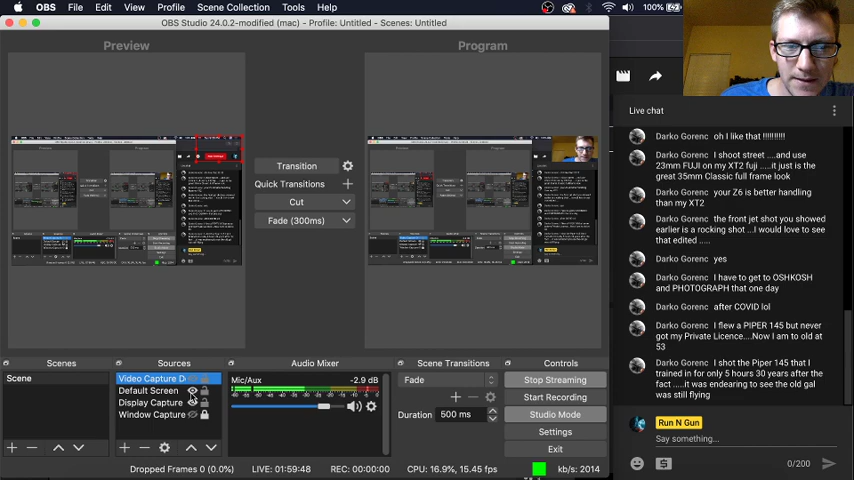 OBS File Edit View Profile Scene Collection Tools Help 100%
OBS Studio 24.0.2-modified (mac) - Profile: Untitled - Scenes: Untitled
Preview
Program
Transition
Quick Transitions
Cut
Fade (300ms)
Scenes
Scene
Sources
Video Capture D
Default Screen
Display Capture
Window Capture
Audio Mixer
Mic/Aux -2.9 dB
Scene Transitions
Fade
Duration 500 ms
Controls
Stop Streaming
Start Recording
Studio Mode
Settings
Exit
Dropped Frames 0 (0.0%) LIVE: 01:59:48 REC: 00:00:00 CPU: 16.9%, 15.45 fps kb/s: 2014
Live chat
Darko Gorenc oh I like that !!!!!!!!!!
Darko Gorenc I shoot street ....and use
23mm FUJI on my XT2 fuji .....it just is the
great 35mm Classic full frame
Darko Gorenc your Z6 is better handling
than my XT2
Darko Gorenc the front jet shot you showed
earlier is a rocking shot ...I would love to see
that edited .....
Darko Gorenc yes
Darko Gorenc I have to get to OSHKOSH
and PHOTOGRAPH that one day
Darko Gorenc after COVID lol
Darko Gorenc I flew a PIPER 145 but never
got my Private Licence....Now I am to old at
53
Darko Gorenc I shot the Piper 145 that I
trained in for only 5 hours 30 years after the
fact .....it was endearing to see the old gal
was still flying
Run N Gun
Say something...
0/200